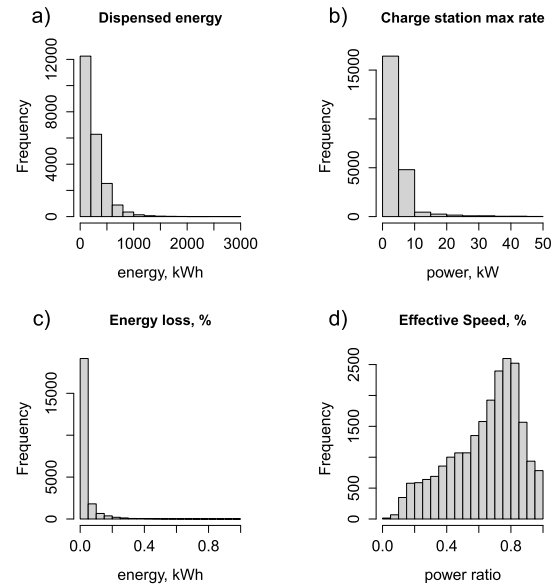 a)
Dispensed energy
Frequency
12000
8000
4000
0
0 1000 2000 3000
energy, kWh
b)
Charge station max rate
Frequency
15000
5000
0
0 10 20 30 40 50
power, kW
c)
Energy loss, %
Frequency
15000
5000
0
0.0 0.4 0.8
energy, kWh
d)
Effective Speed, %
Frequency
2500
1500
500
0
0.0 0.4 0.8
power ratio